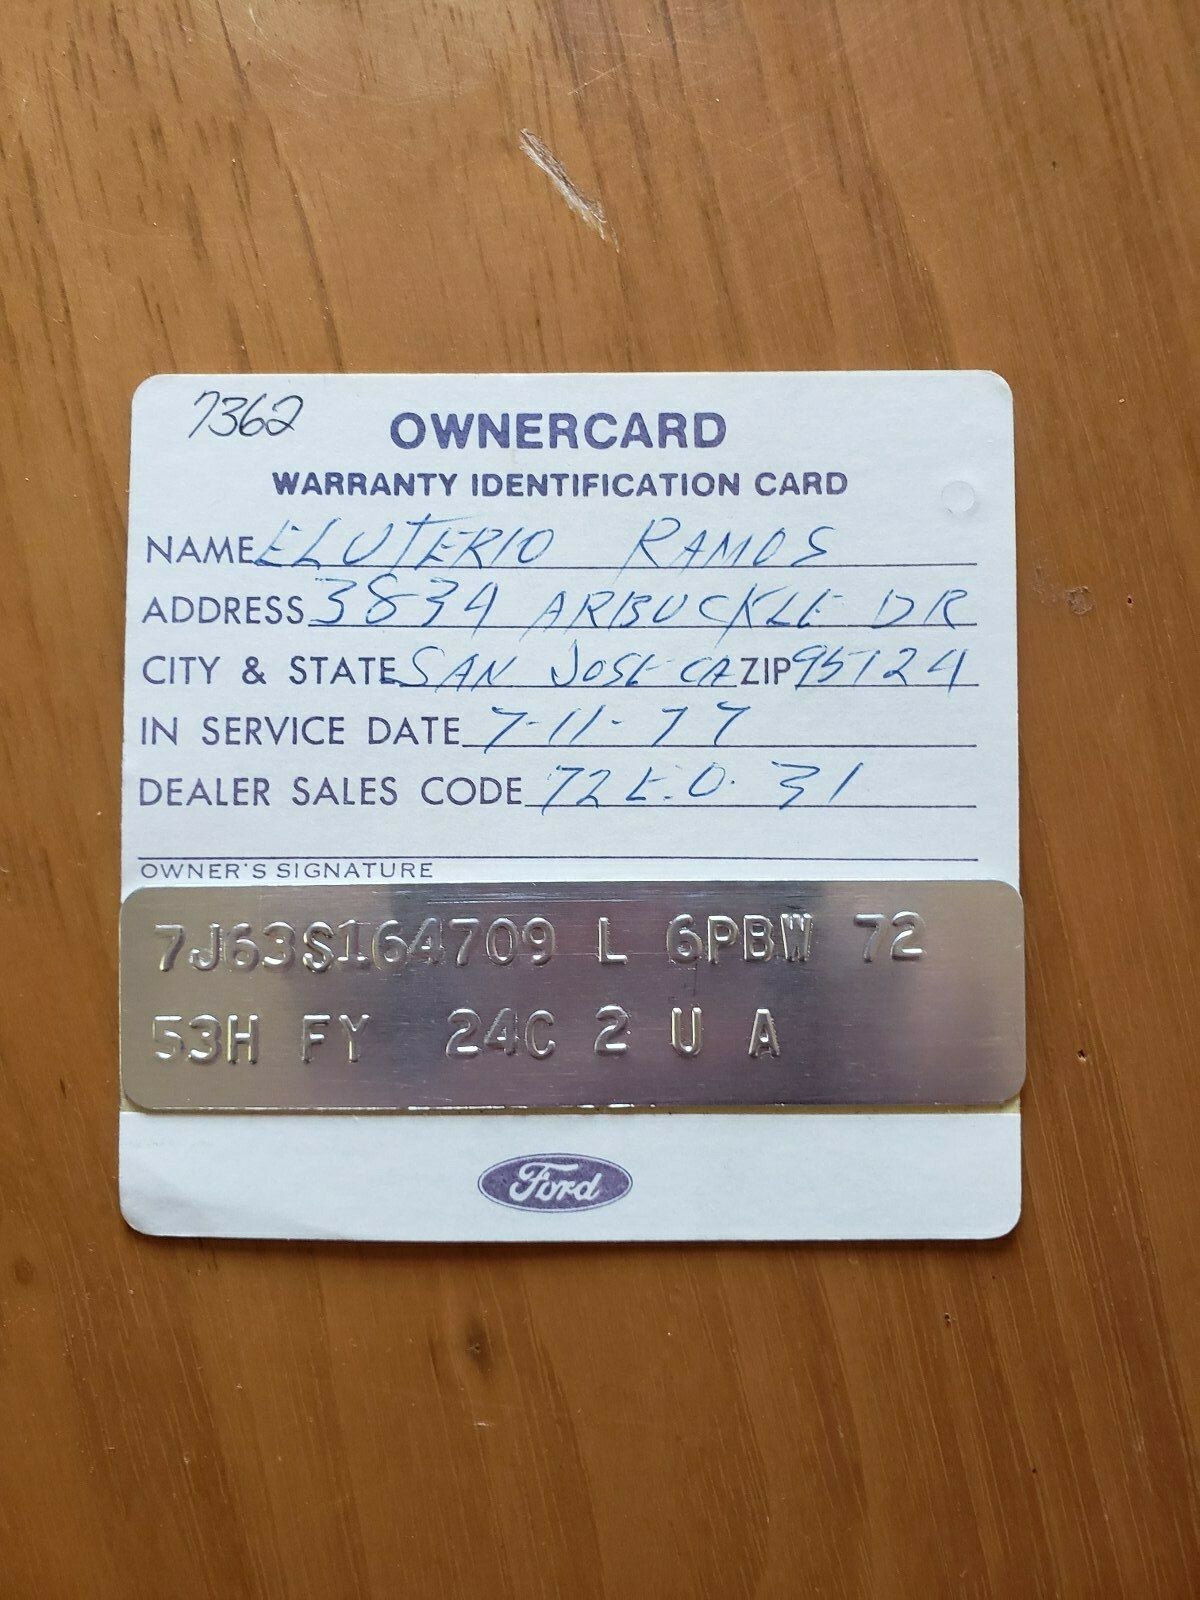 7362
OWNERCARD
WARRANTY IDENTIFICATION CARD
NAME ELUTERIO RAMOS
ADDRESS 3834 ARBUCKLE DR
CITY & STATE SAN JOSE CA ZIP 95124
IN SERVICE DATE 7-11-77
DEALER SALES CODE 72 E.O. 31
OWNER'S SIGNATURE
7J63S164709 L 6PBW 72
53H FY 24C 2 U A
Ford